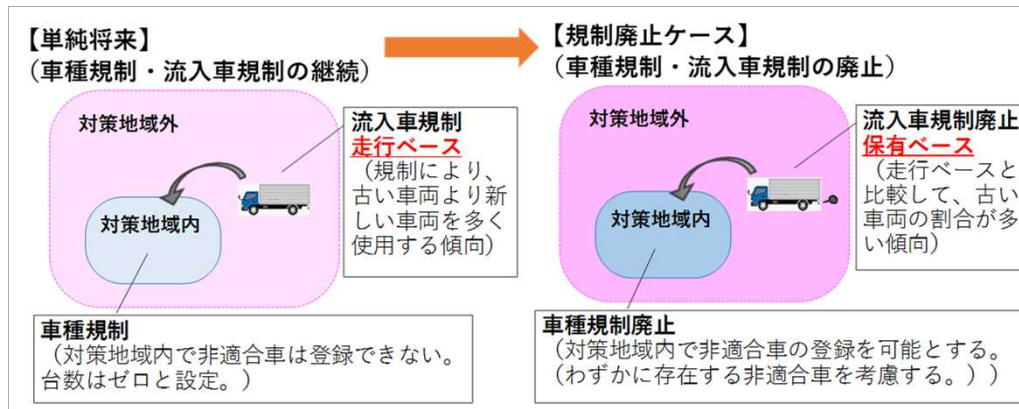 【単純将来】
（車種規制・流入車規制の継続）
対策地域外
対策地域内
流入車規制
走行ベース
（規制により、
古い車両より新
しい車両を多く
使用する傾向）
車種規制
（対策地域内で非適合車は登録できない。
台数はゼロと設定。）
【規制廃止ケース】
（車種規制・流入車規制の廃止）
対策地域外
対策地域内
流入車規制廃止
保有ベース
（走行ベースと
比較して、古い
車両の割合が多
い傾向）
車種規制廃止
（対策地域内で非適合車の登録を可能とする。
（わずかに存在する非適合車を考慮する。））